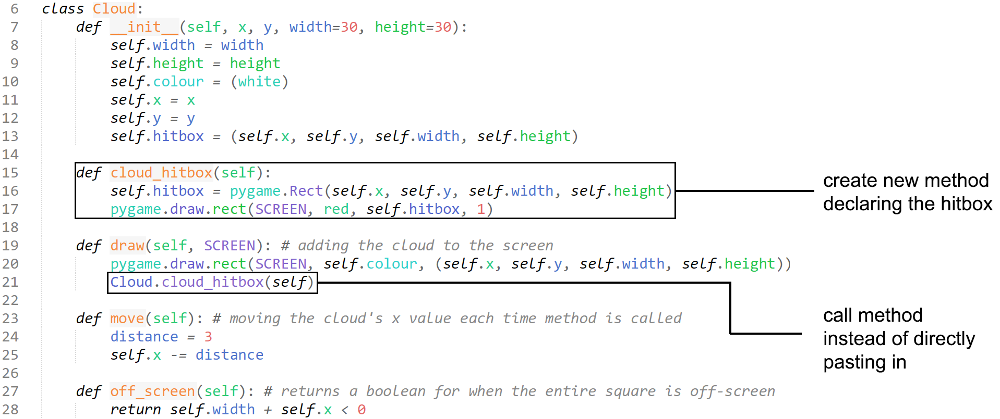 6 class Cloud:
7 def __init__(self, x, y, width=30, height=30):
8 self.width = width
9 self.height = height
10 self.colour = (white)
11 self.x = x
12 self.y = y
13 self.hitbox = (self.x, self.y, self.width, self.height)
14
15 def cloud_hitbox(self):
16 self.hitbox = pygame.Rect(self.x, self.y, self.width, self.height)
17 pygame.draw.rect(SCREEN, red, self.hitbox, 1)
create new method
declaring the hitbox
18
19 def draw(self, SCREEN): # adding the cloud to the screen
20 pygame.draw.rect(SCREEN, self.colour, (self.x, self.y, self.width, self.height))
21 Cloud.cloud_hitbox(self)
call method
instead of directly
pasting in
22
23 def move(self): # moving the cloud's x value each time method is called
24 distance = 3
25 self.x -= distance
26
27 def off_screen(self): # returns a boolean for when the entire square is off-screen
28 return self.width + self.x < 0